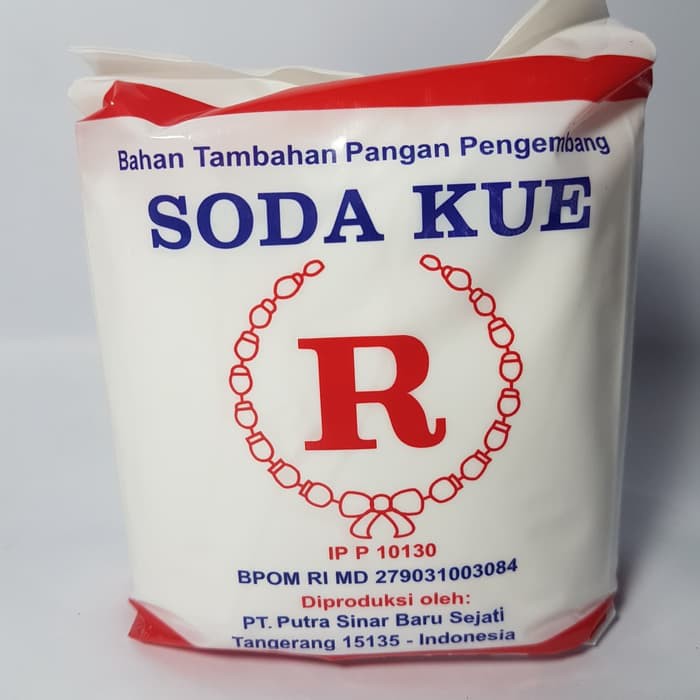 Bahan Tambahan Pangan Pengembang
SODA KUE
R
IP P 10130
BPOM RI MD 279031003084
Diproduksi oleh:
PT. Putra Sinar Baru Sejati
Tangerang 15135 - Indonesia